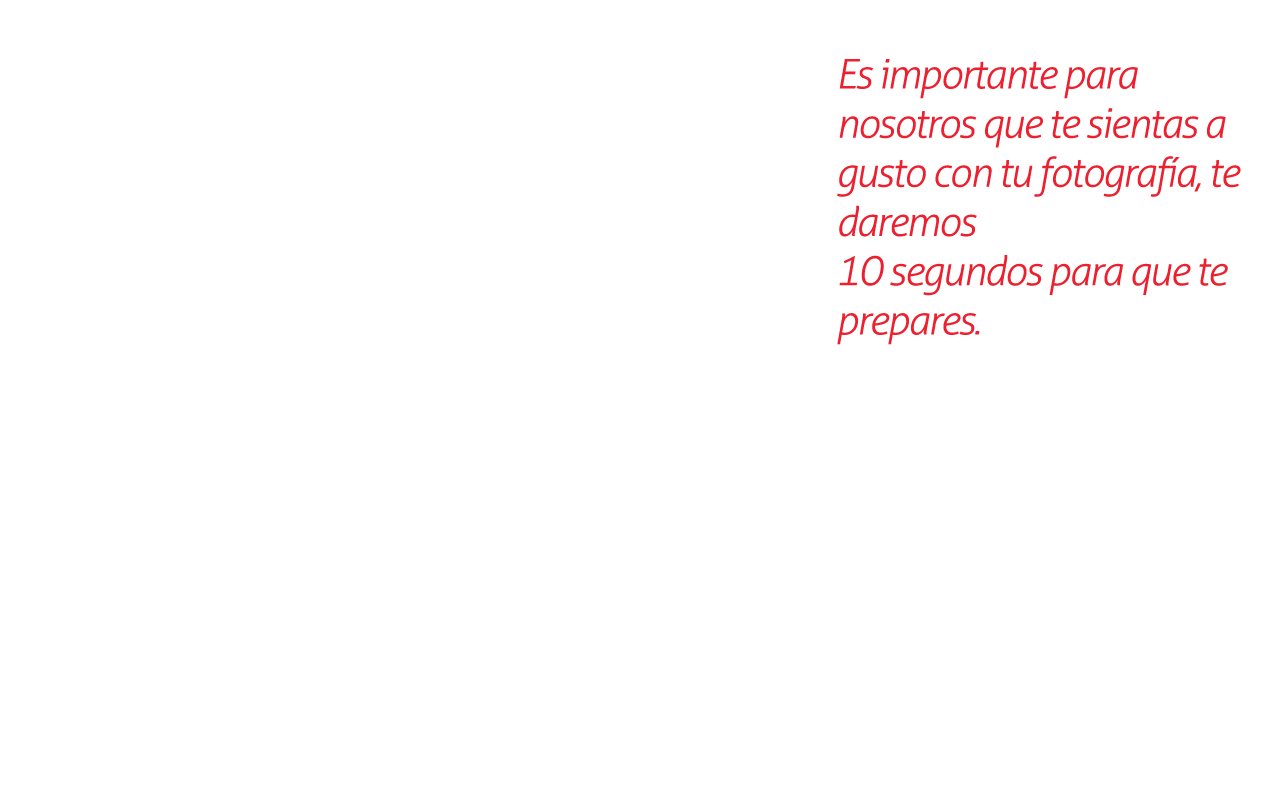 Es importante para
nosotros que te sientas a
gusto con tu fotografía, te
daremos
10 segundos para que te
prepares.